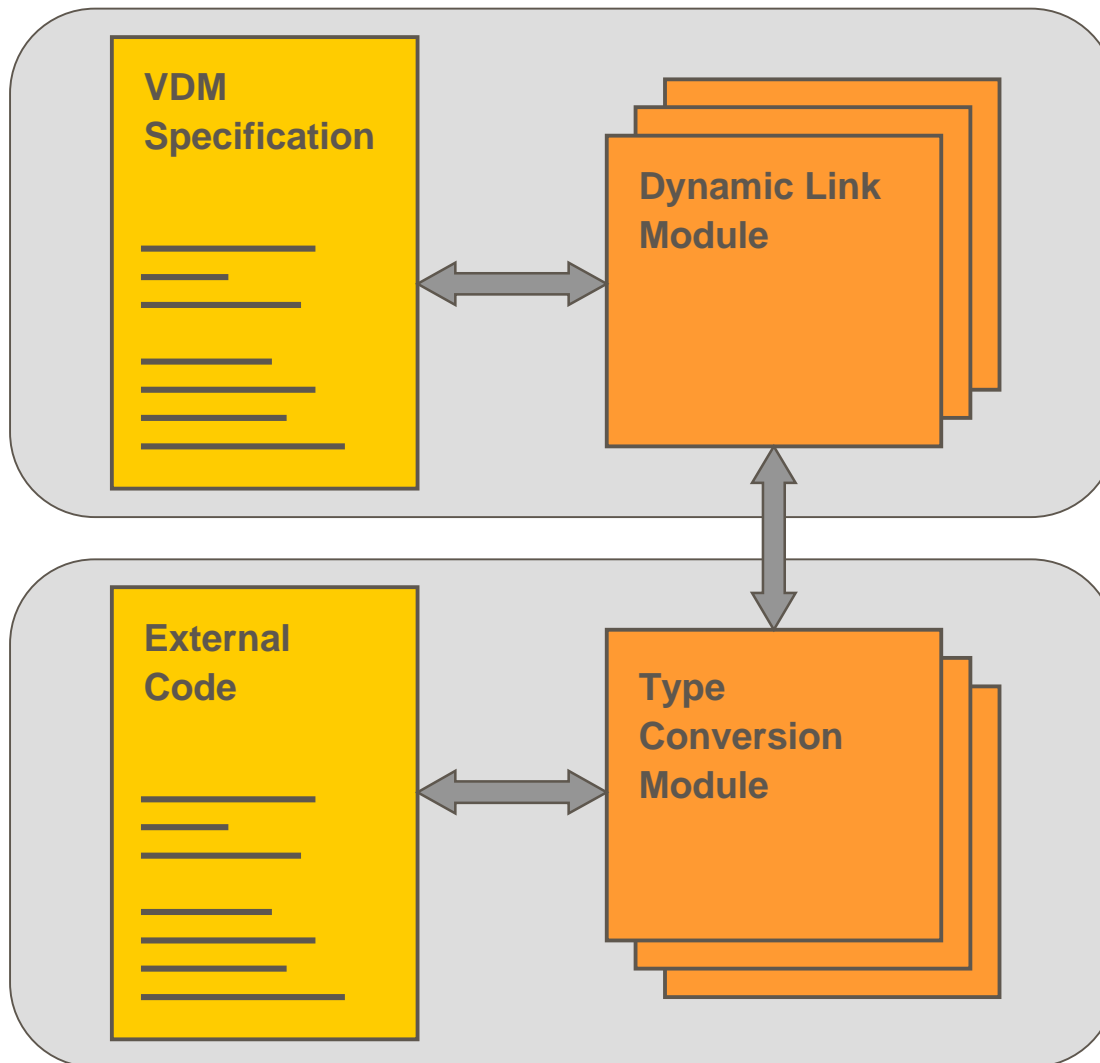 VDM
Specification
Dynamic Link
Module
External
Code
Type
Conversion
Module